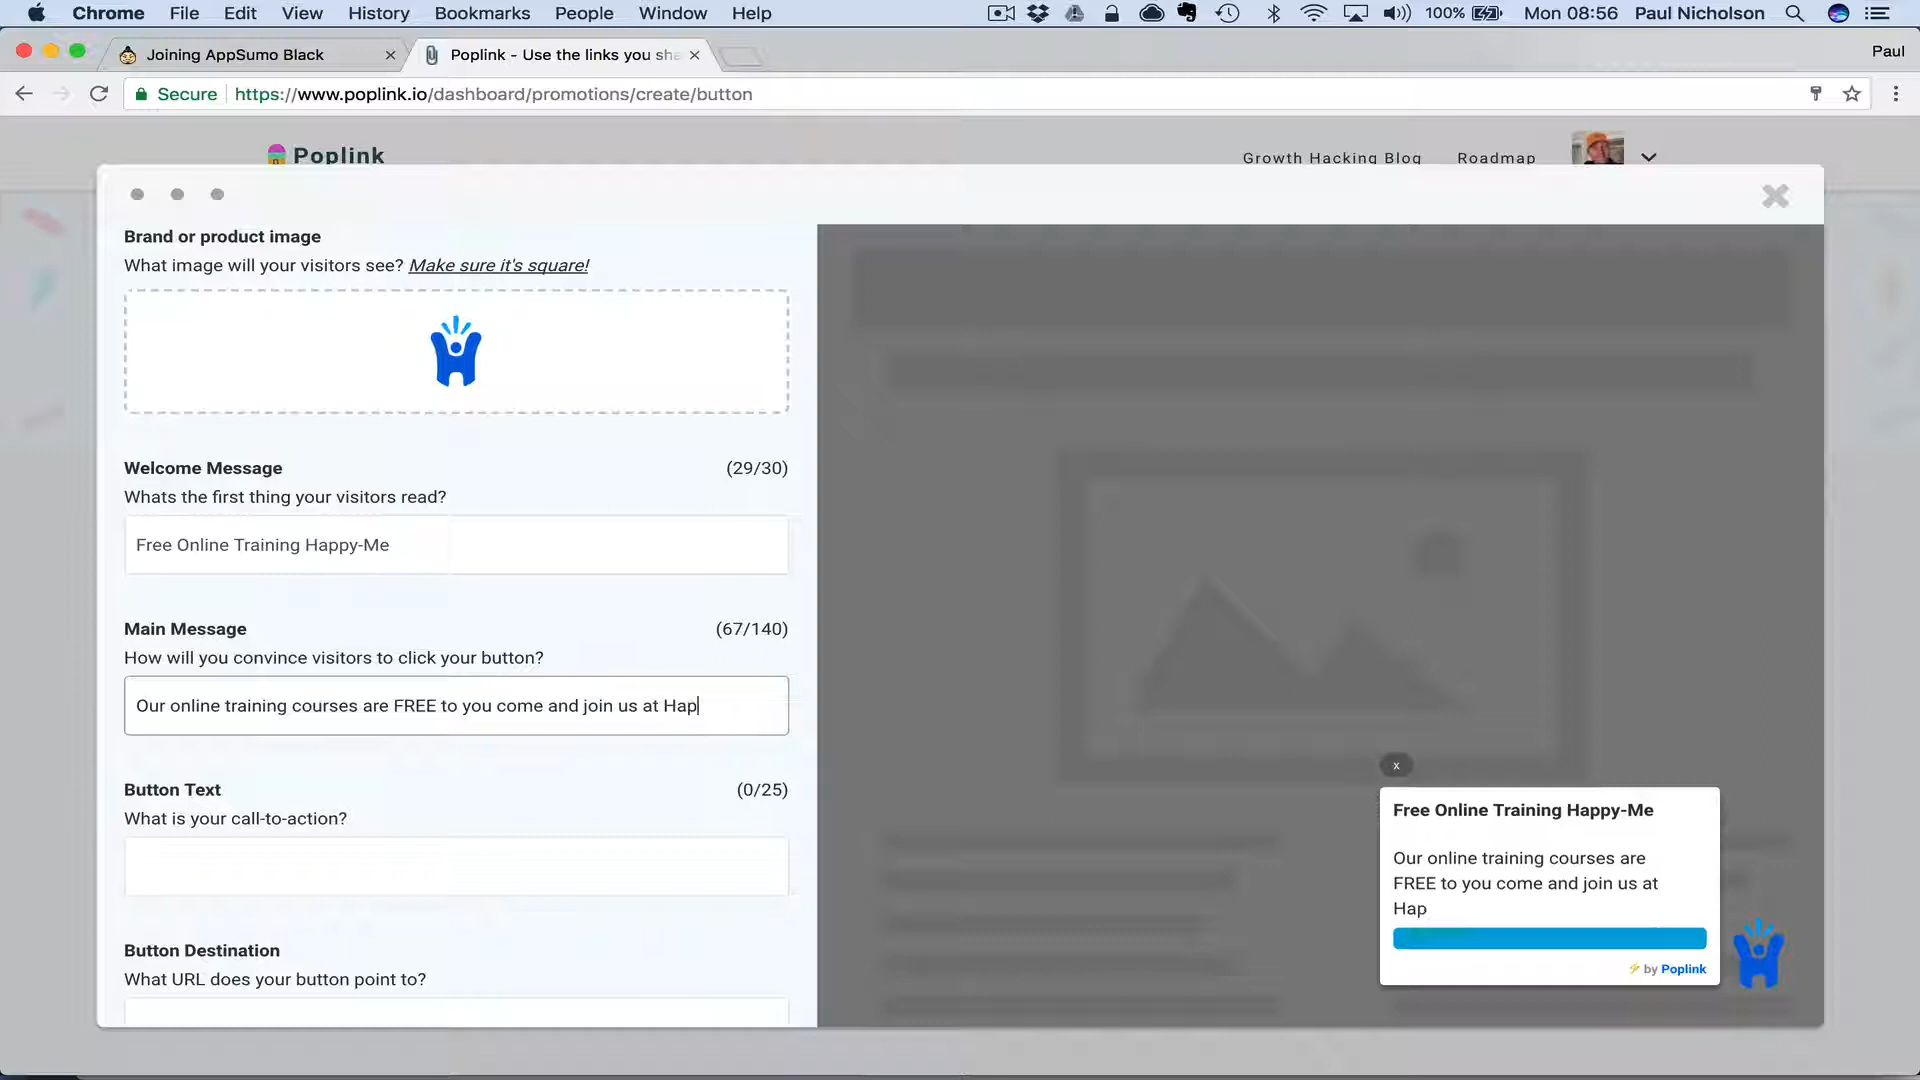 Chrome File Edit View History Bookmarks People Window Help 100% Mon 08:56 Paul Nicholson
Joining AppSumo Black
Poplink - Use the links you sha
Paul
Secure https://www.poplink.io/dashboard/promotions/create/button
Poplink
Growth Hacking Blog
Roadmap
Brand or product image
What image will your visitors see? Make sure it's square!
Welcome Message (29/30)
Whats the first thing your visitors read?
Free Online Training Happy-Me
Main Message (67/140)
How will you convince visitors to click your button?
Our online training courses are FREE to you come and join us at Hap
Button Text (0/25)
What is your call-to-action?
Button Destination
What URL does your button point to?
x
Free Online Training Happy-Me
Our online training courses are
FREE to you come and join us at
Hap
⚡ by Poplink